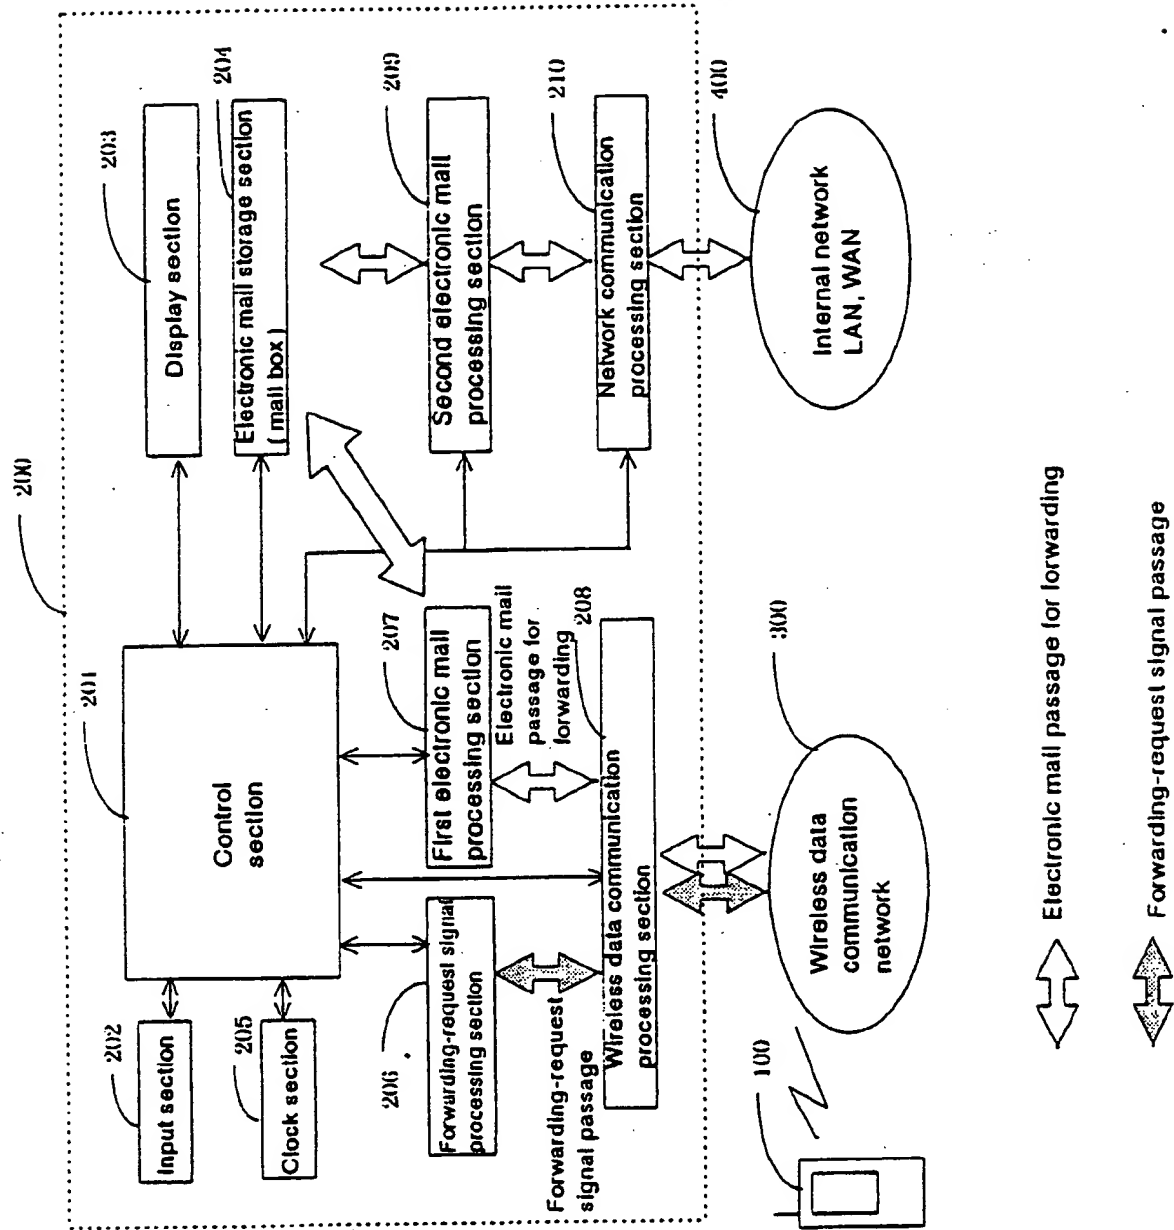 200
201
Control
section
202
Input section
205
Clock section
203
Display section
204
Electronic mail storage section
( mail box )
206
Forwarding-request signal
processing section
207
First electronic mail
processing section
209
Second electronic mail
processing section
Electronic mail
passage for
forwarding
Forwarding-request
signal passage
208
Wireless data communication
processing section
210
Network communication
processing section
100
300
Wireless data
communication
network
400
Internal network
LAN, WAN
Electronic mail passage for forwarding
Forwarding-request signal passage